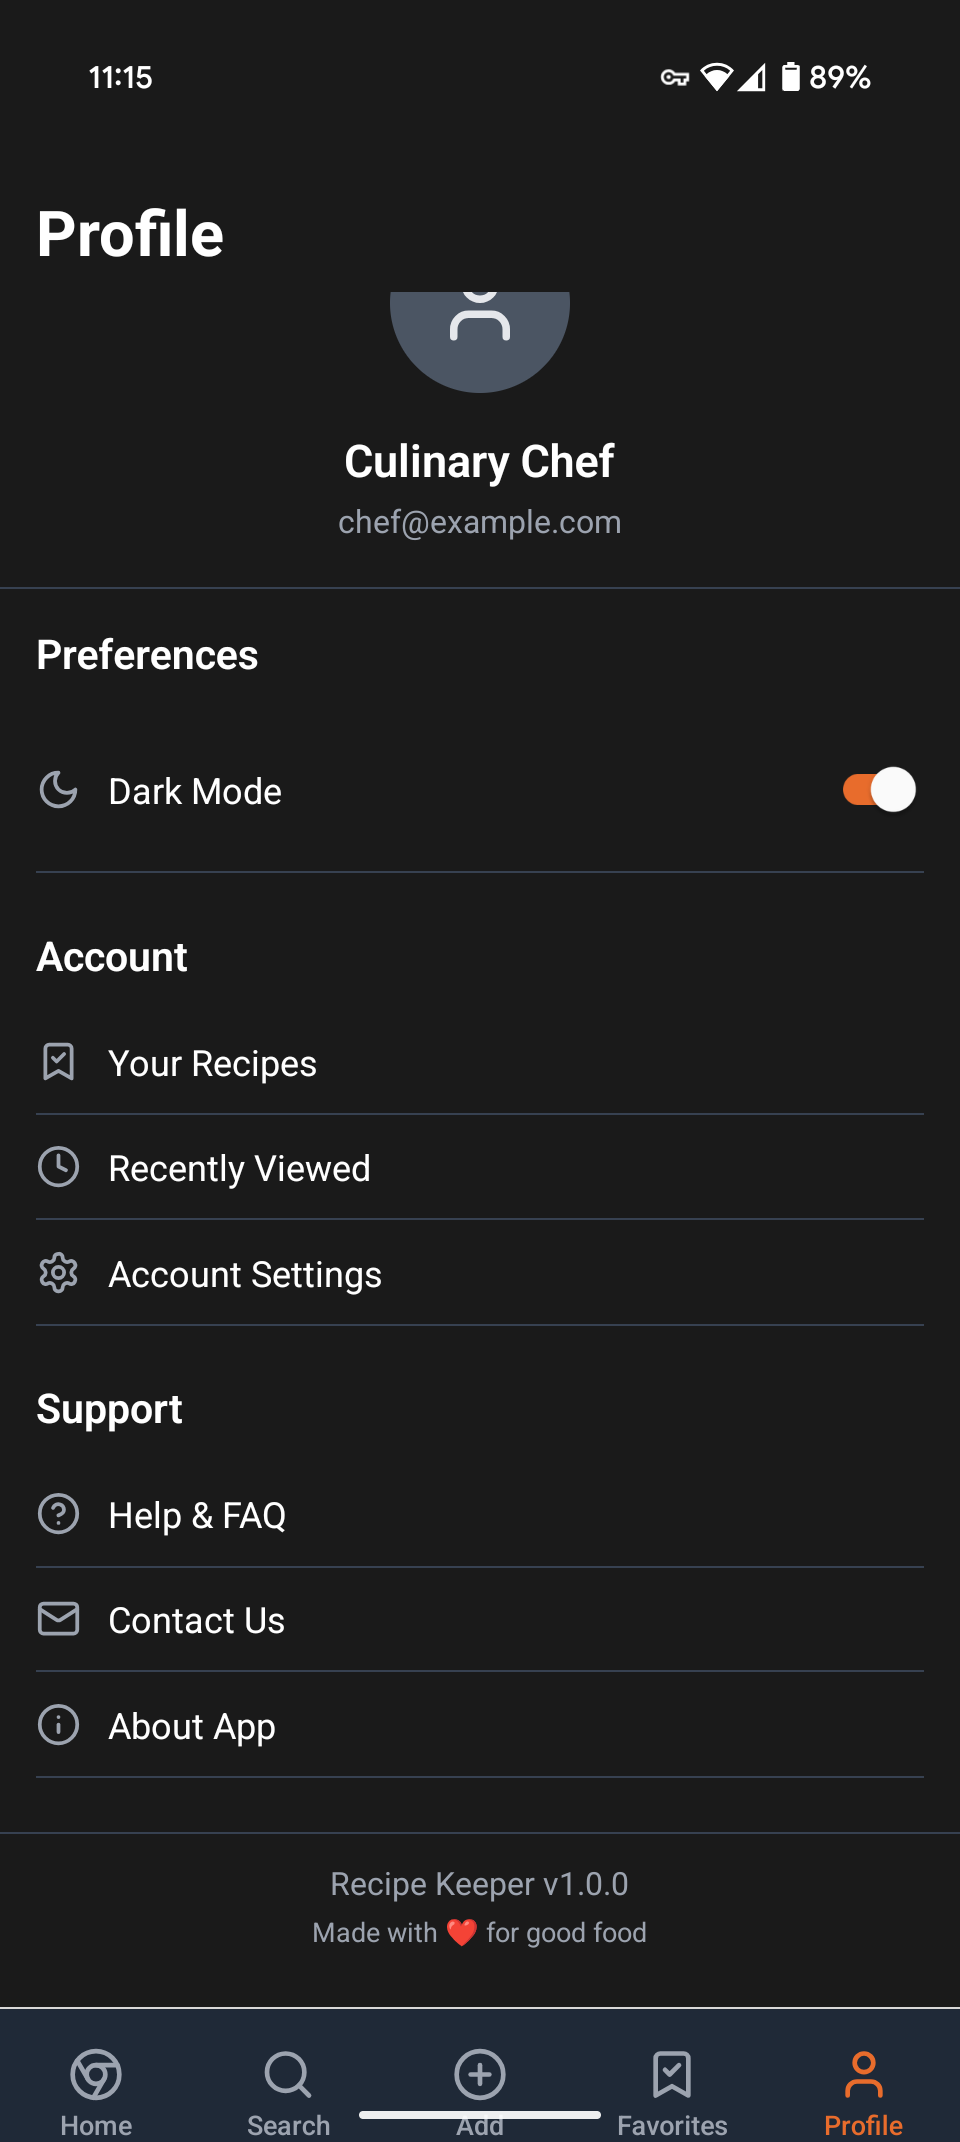 11:15
89%
Profile
Culinary Chef
chef@example.com
Preferences
Dark Mode
Account
Your Recipes
Recently Viewed
Account Settings
Support
Help & FAQ
Contact Us
About App
Recipe Keeper v1.0.0
Made with ❤️ for good food
Home
Search
Add
Favorites
Profile